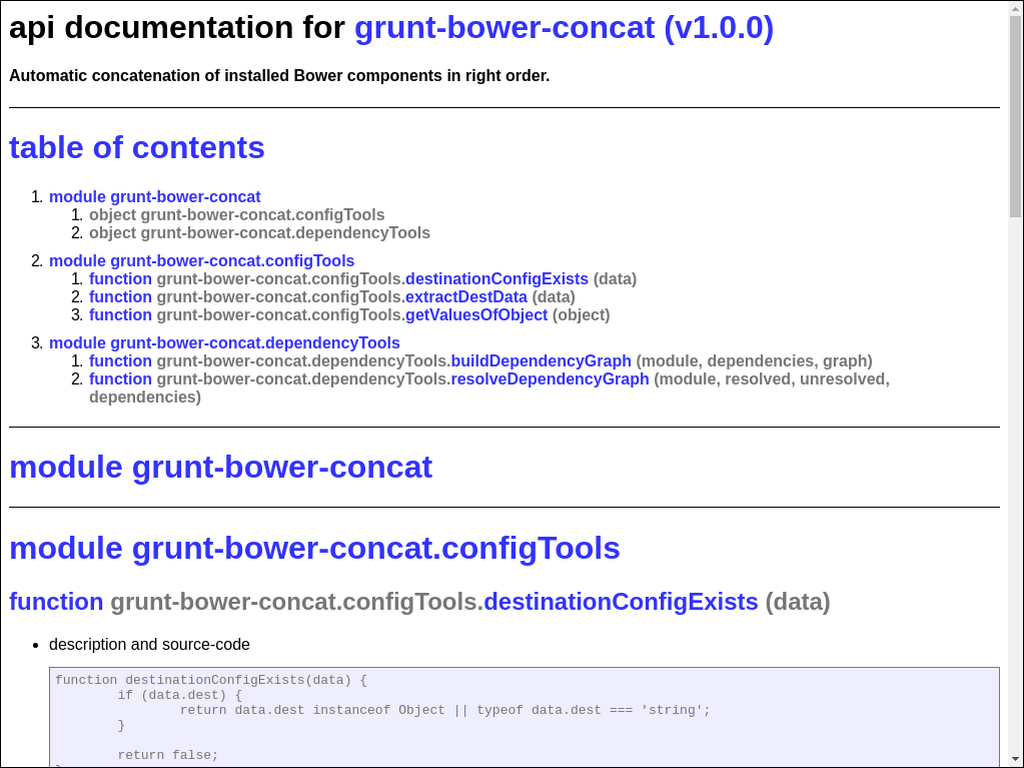 api documentation for grunt-bower-concat (v1.0.0)
Automatic concatenation of installed Bower components in right order.
table of contents
1. module grunt-bower-concat
1. object grunt-bower-concat.configTools
2. object grunt-bower-concat.dependencyTools
2. module grunt-bower-concat.configTools
1. function grunt-bower-concat.configTools.destinationConfigExists (data)
2. function grunt-bower-concat.configTools.extractDestData (data)
3. function grunt-bower-concat.configTools.getValuesOfObject (object)
3. module grunt-bower-concat.dependencyTools
1. function grunt-bower-concat.dependencyTools.buildDependencyGraph (module, dependencies, graph)
2. function grunt-bower-concat.dependencyTools.resolveDependencyGraph (module, resolved, unresolved,
dependencies)
module grunt-bower-concat
module grunt-bower-concat.configTools
function grunt-bower-concat.configTools.destinationConfigExists (data)
• description and source-code
function destinationConfigExists(data) {
if (data.dest) {
return data.dest instanceof Object || typeof data.dest === 'string';
}
return false;